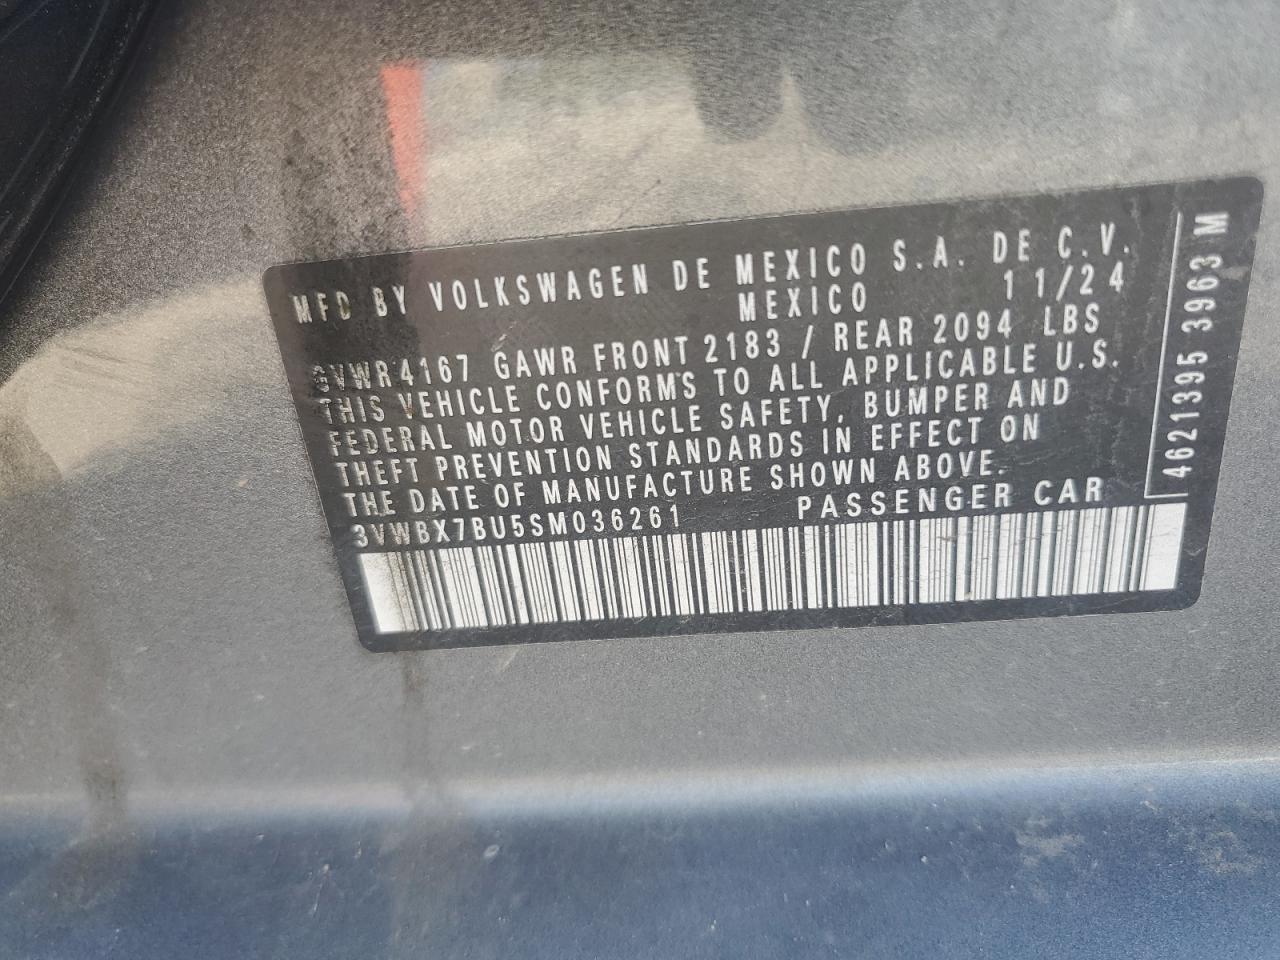 MFD BY VOLKSWAGEN DE MEXICO S.A. DE C.V.
MEXICO 11/24
GVWR 4167 GAWR FRONT 2183 / REAR 2094 LBS
THIS VEHICLE CONFORMS TO ALL APPLICABLE U.S.
FEDERAL MOTOR VEHICLE SAFETY, BUMPER AND
THEFT PREVENTION STANDARDS IN EFFECT ON
THE DATE OF MANUFACTURE SHOWN ABOVE.
3VWBX7BU5SM036261 PASSENGER CAR
4621395 3963 M